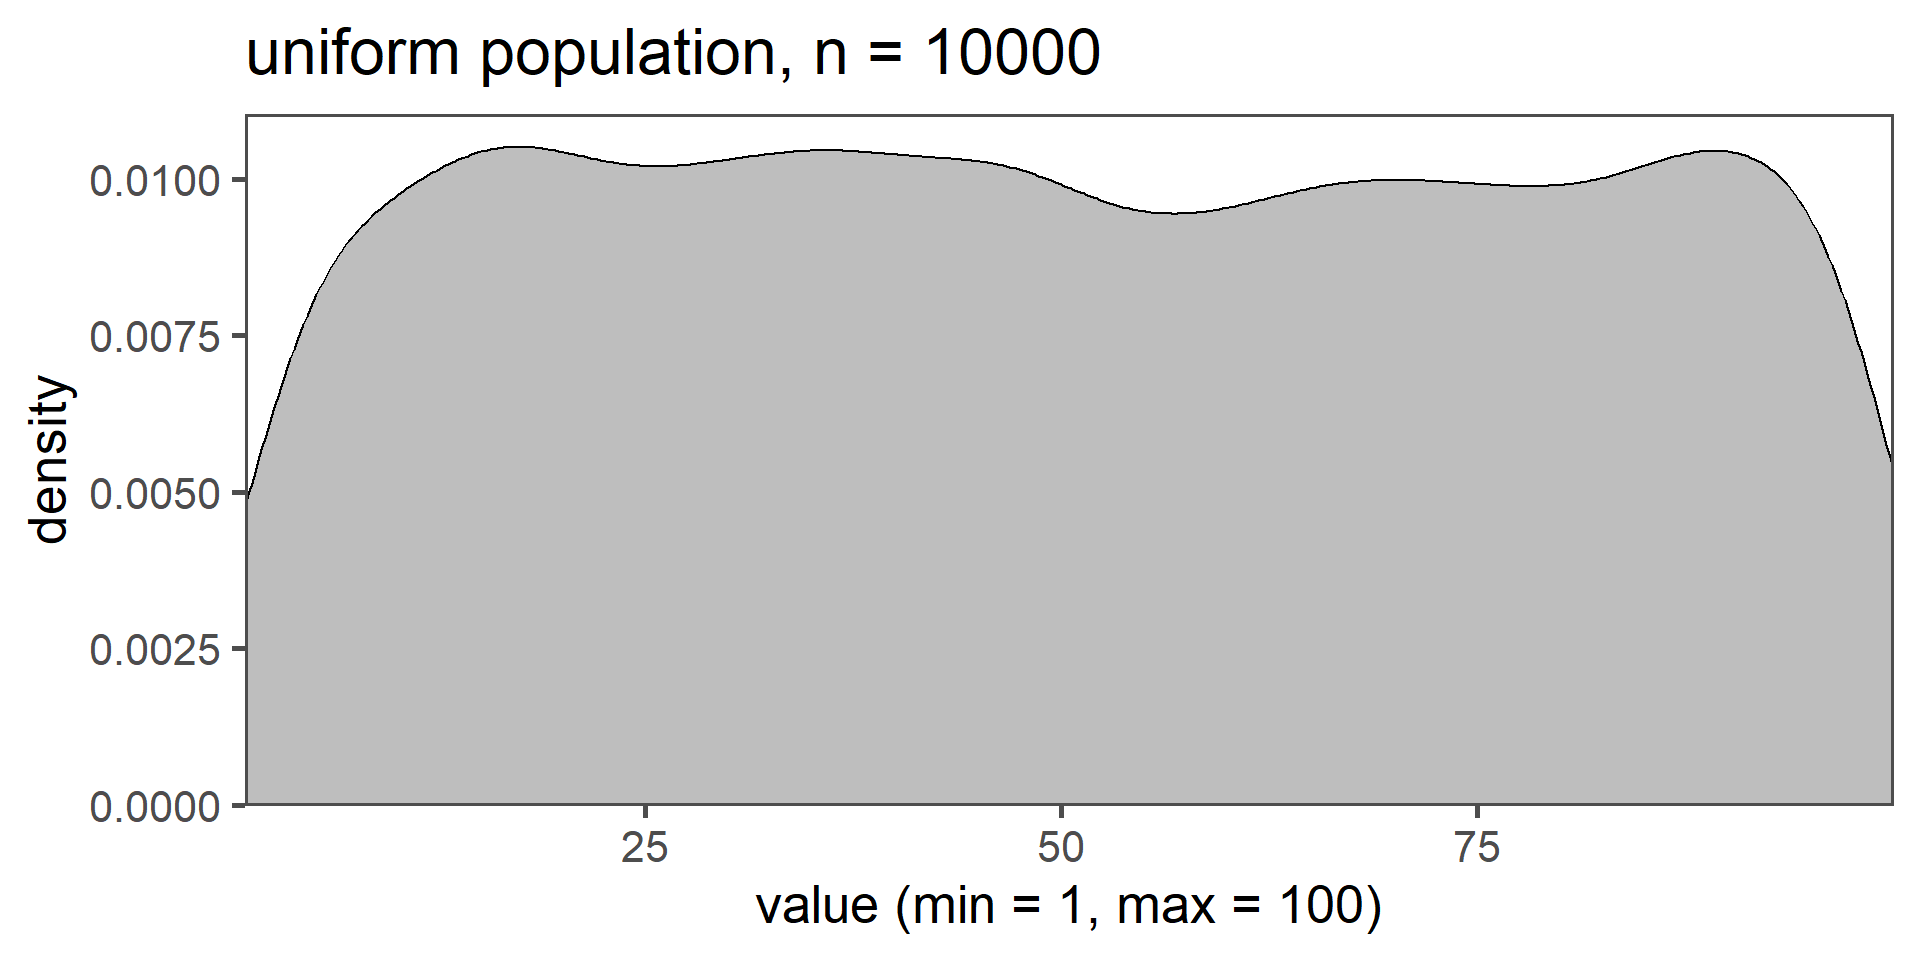 uniform population, n = 10000
0.0100
0.0075
0.0050
0.0025
0.0000
density
25 50 75
value (min = 1, max = 100)